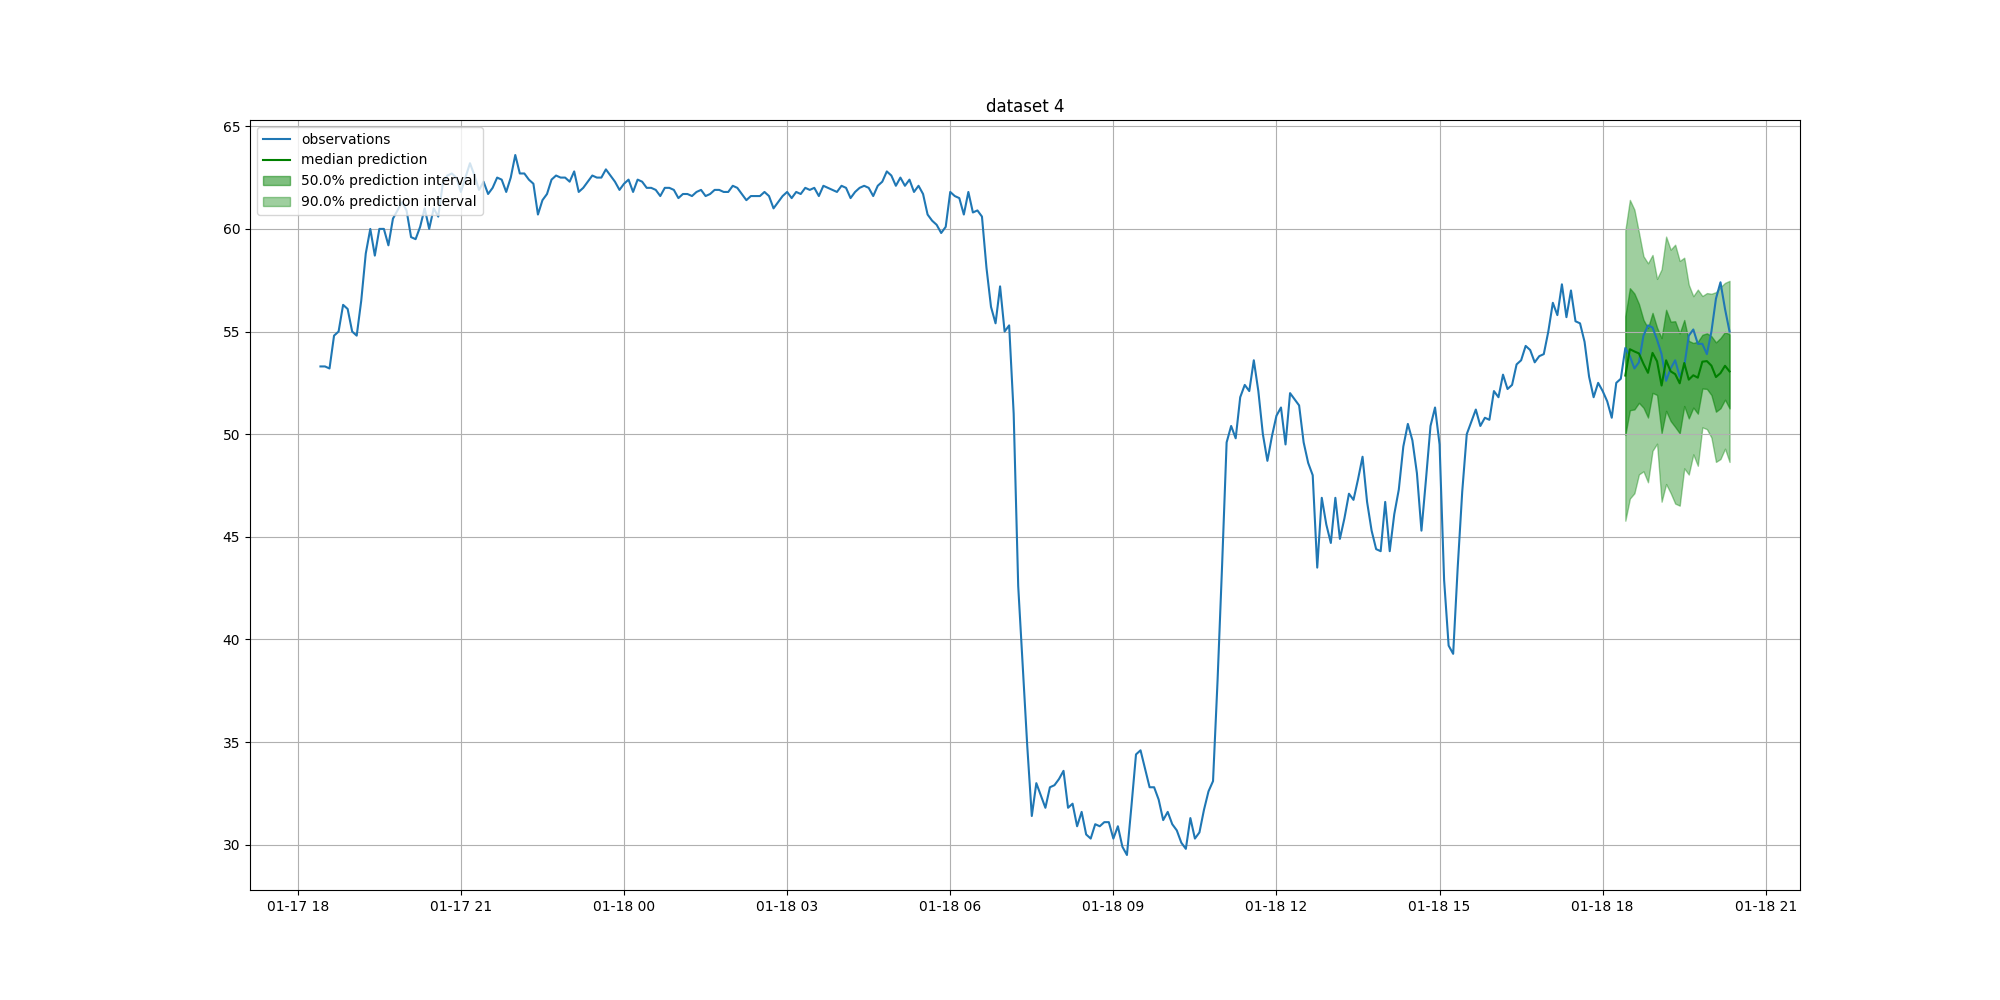 dataset 4
65
observations
median prediction
50.0% prediction interval
90.0% prediction interval
60
55
50
45
40
35
30
01-17 18 01-17 21 01-18 00 01-18 03 01-18 06 01-18 09 01-18 12 01-18 15 01-18 18 01-18 21